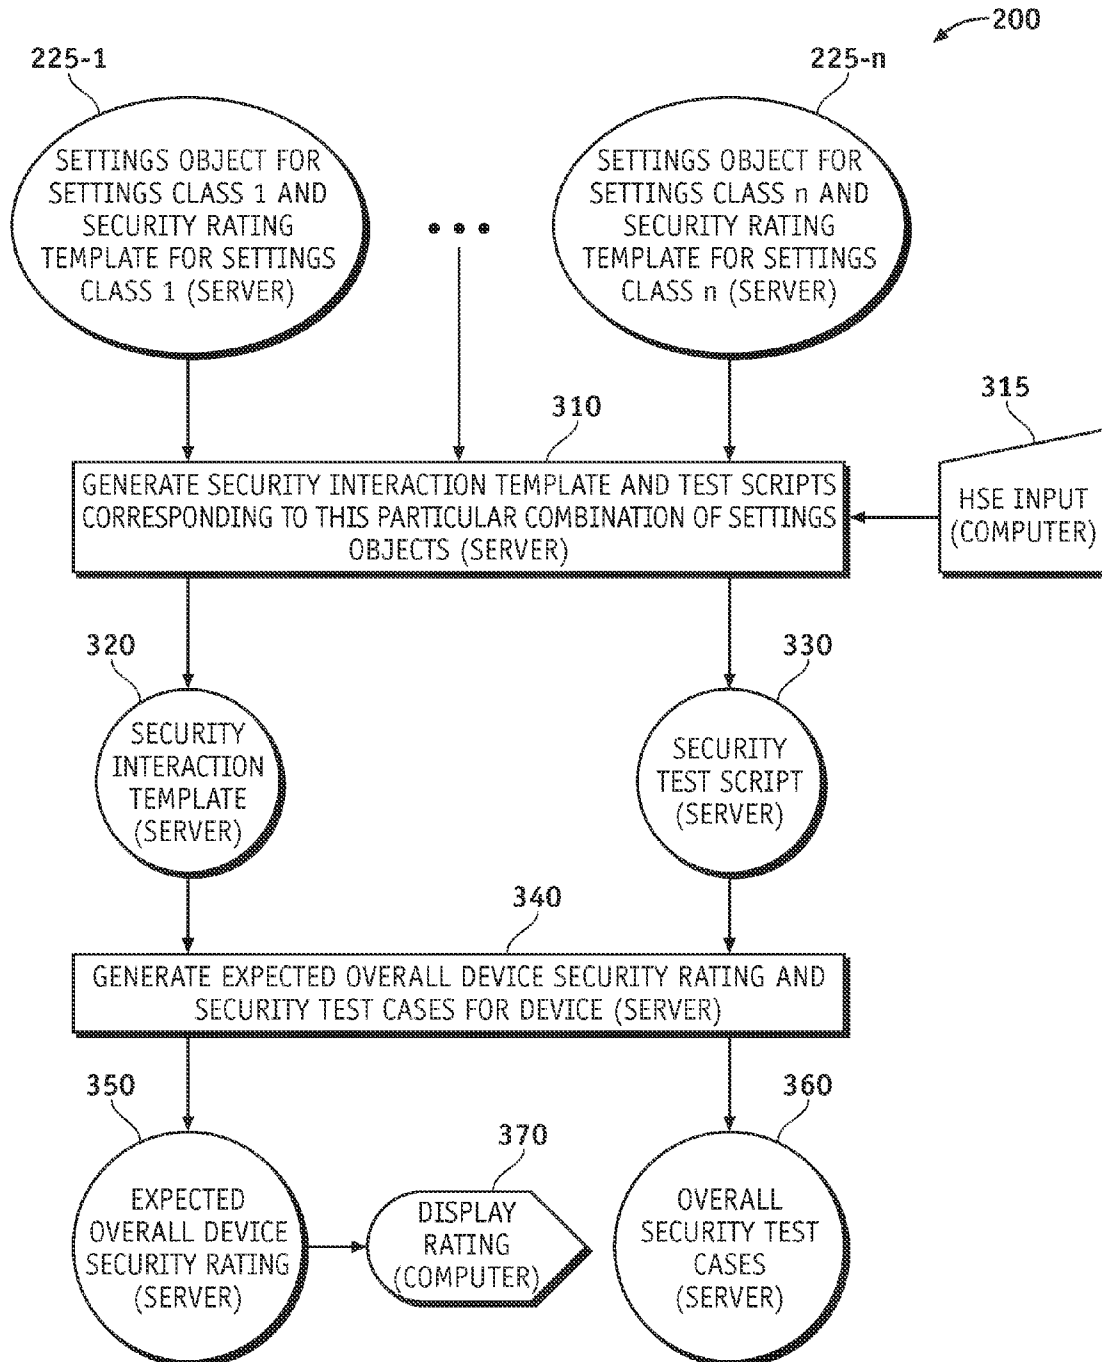 200
225-1
225-n
SETTINGS OBJECT FOR
SETTINGS CLASS 1 AND
SECURITY RATING
TEMPLATE FOR SETTINGS
CLASS 1 (SERVER)
SETTINGS OBJECT FOR
SETTINGS CLASS n AND
SECURITY RATING
TEMPLATE FOR SETTINGS
CLASS n (SERVER)
310
315
GENERATE SECURITY INTERACTION TEMPLATE AND TEST SCRIPTS
CORRESPONDING TO THIS PARTICULAR COMBINATION OF SETTINGS
OBJECTS (SERVER)
HSE INPUT
(COMPUTER)
320
330
SECURITY
INTERACTION
TEMPLATE
(SERVER)
SECURITY
TEST SCRIPT
(SERVER)
340
GENERATE EXPECTED OVERALL DEVICE SECURITY RATING AND
SECURITY TEST CASES FOR DEVICE (SERVER)
350
370
360
EXPECTED
OVERALL DEVICE
SECURITY RATING
(SERVER)
DISPLAY
RATING
(COMPUTER)
OVERALL
SECURITY TEST
CASES
(SERVER)